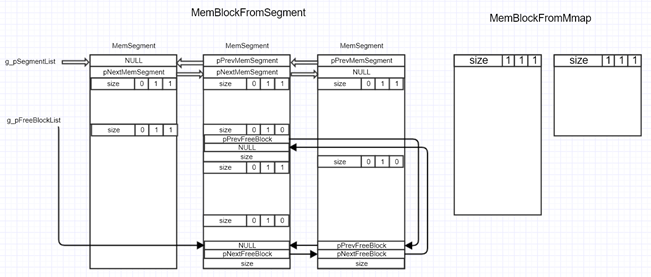 MemBlockFromSegment
MemBlockFromMmap
MemSegment MemSegment MemSegment
g_pSegmentList NULL pPrevMemSegment pPrevMemSegment
pNextMemSegment pNextMemSegment NULL
size 0 1 1 size 0 1 1 size 0 1 1
size 1 1 1 size 1 1 1
g_pFreeBlockList
size 0 1 1 size 0 1 0
pPrevFreeBlock
NULL
size
size 0 1 1 size 0 1 0
size 0 1 0
NULL pPrevFreeBlock
pNextFreeBlock pNextFreeBlock
size size